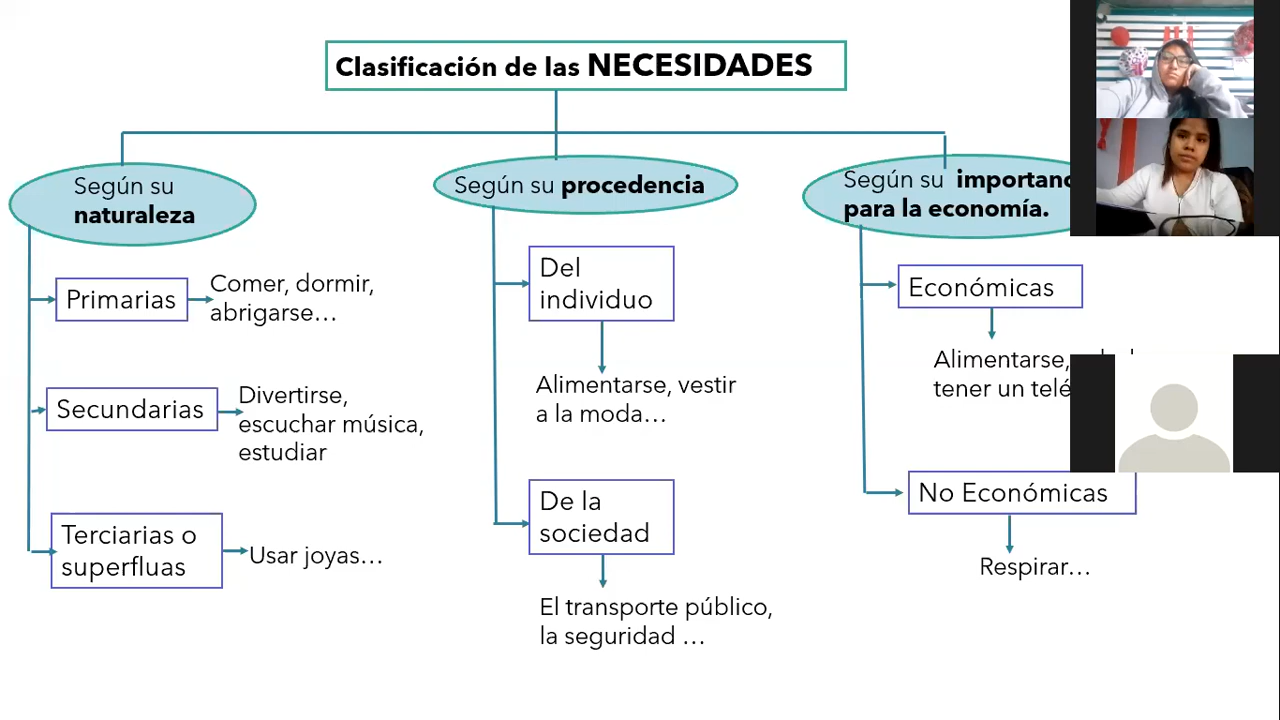 Clasificación de las NECESIDADES
Según su
naturaleza
Primarias
Comer, dormir,
abrigarse…
Secundarias
Divertirse,
escuchar música,
estudiar
Terciarias o
superfluas
Usar joyas…
Según su procedencia
Del
individuo
Alimentarse, vestir
a la moda…
De la
sociedad
El transporte público,
la seguridad …
Según su
para la economía.
Económicas
Alimentarse,
tener un
No Económicas
Respirar…